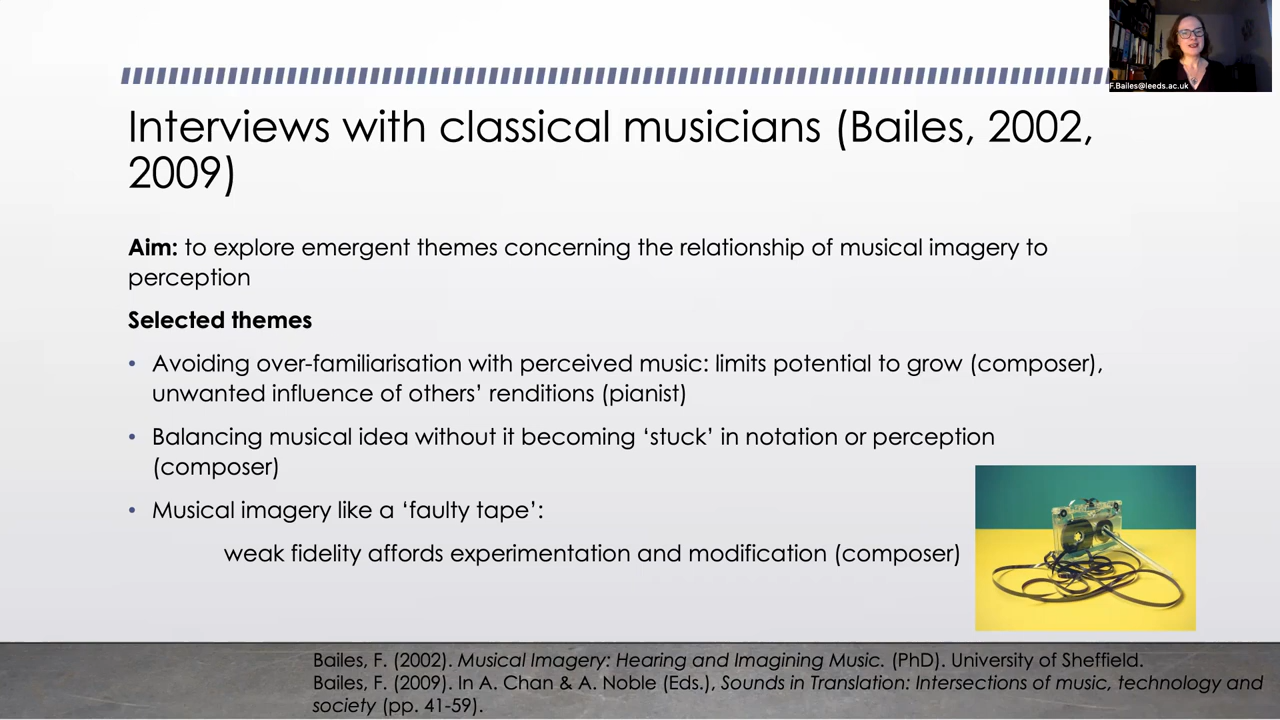 F.Bailes@leeds.ac.uk
Interviews with classical musicians (Bailes, 2002,
2009)
Aim: to explore emergent themes concerning the relationship of musical imagery to
perception
Selected themes
• Avoiding over-familiarisation with perceived music: limits potential to grow (composer),
unwanted influence of others’ renditions (pianist)
• Balancing musical idea without it becoming ‘stuck’ in notation or perception
(composer)
• Musical imagery like a ‘faulty tape’:
weak fidelity affords experimentation and modification (composer)
Bailes, F. (2002). Musical Imagery: Hearing and Imagining Music. (PhD). University of Sheffield.
Bailes, F. (2009). In A. Chan & A. Noble (Eds.), Sounds in Translation: Intersections of music, technology and
society (pp. 41-59).